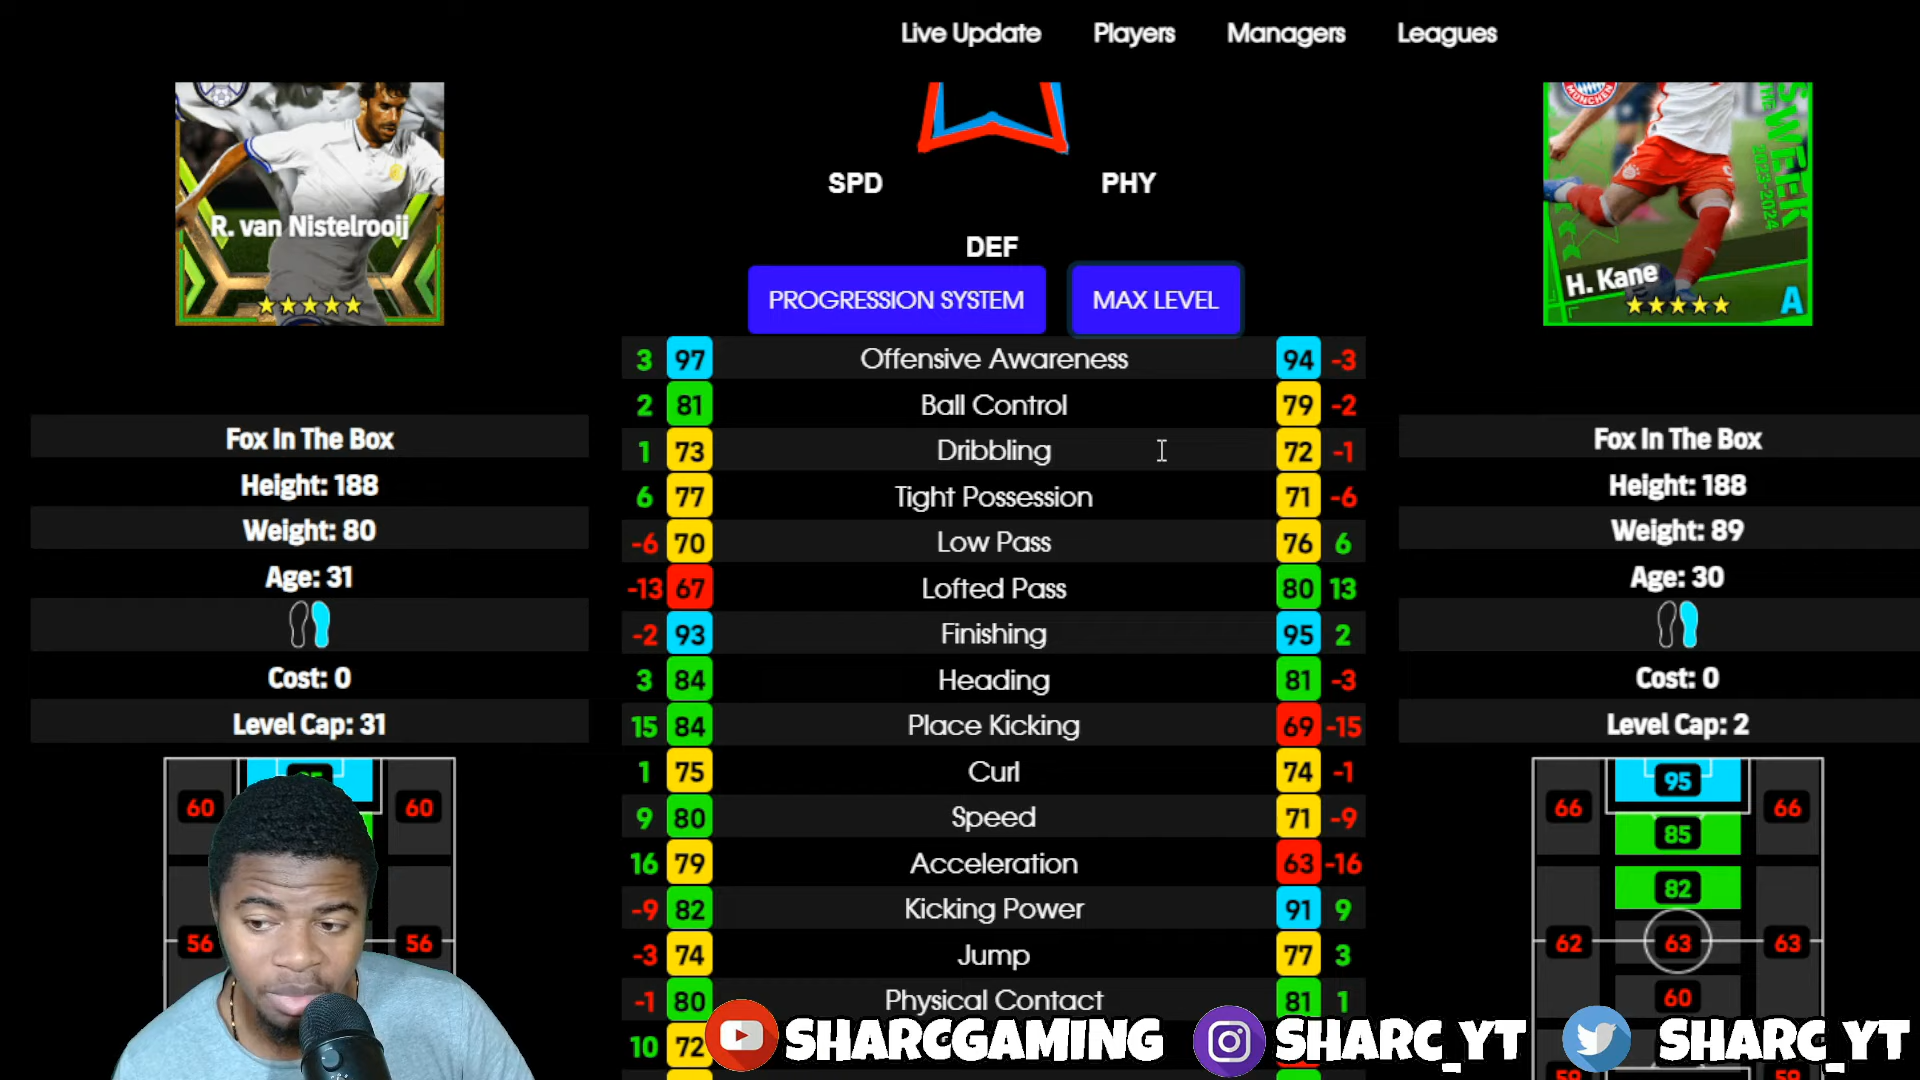 Live Update Players Managers Leagues
R. van Nistelrooij
MÜNCHEN
THE WEEK
2023-2024
H. Kane
A
SPD PHY
DEF
PROGRESSION SYSTEM MAX LEVEL
Fox In The Box
Height: 188
Weight: 80
Age: 31
Cost: 0
Level Cap: 31
60 60
56 56
3 97 Offensive Awareness 94 -3
2 81 Ball Control 79 -2
1 73 Dribbling 72 -1
6 77 Tight Possession 71 -6
-6 70 Low Pass 76 6
-13 67 Lofted Pass 80 13
-2 93 Finishing 95 2
3 84 Heading 81 -3
15 84 Place Kicking 69 -15
1 75 Curl 74 -1
9 80 Speed 71 -9
16 79 Acceleration 63 -16
-9 82 Kicking Power 91 9
-3 74 Jump 77 3
-1 80 Physical Contact 81 1
10 72
Fox In The Box
Height: 188
Weight: 89
Age: 30
Cost: 0
Level Cap: 2
95
66 66
85
82
62 63 63
60
59 59
SHARCGAMING SHARC_YT SHARC_YT